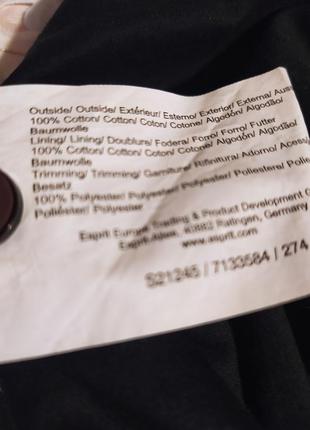 Outside/ Outside/ Extérieur/ Esterno/ Exterior/ Externa/ Auss
100% Cotton/ Cotton/ Coton/ Cotone/ Algodón/ Algodão/
Baumwolle
Lining/ Lining/ Doublure/ Fodera/ Forro/ Forro/ Futter
100% Cotton/ Cotton/ Coton/ Cotone/ Algodón/ Algodão/
Baumwolle
Trimming/ Trimming/ Garniture/ Rifinitura/ Adorno/ Acess
Besatz
100% Polyester/ Polyester/ Polyester/ Poliestere/ Polié
Poliéster/ Polyester
Esprit Europe Trading & Product Development G
Esprit-Allee, 40882 Ratingen, Germany
www.esprit.com
S21245 / 7133584 / 274